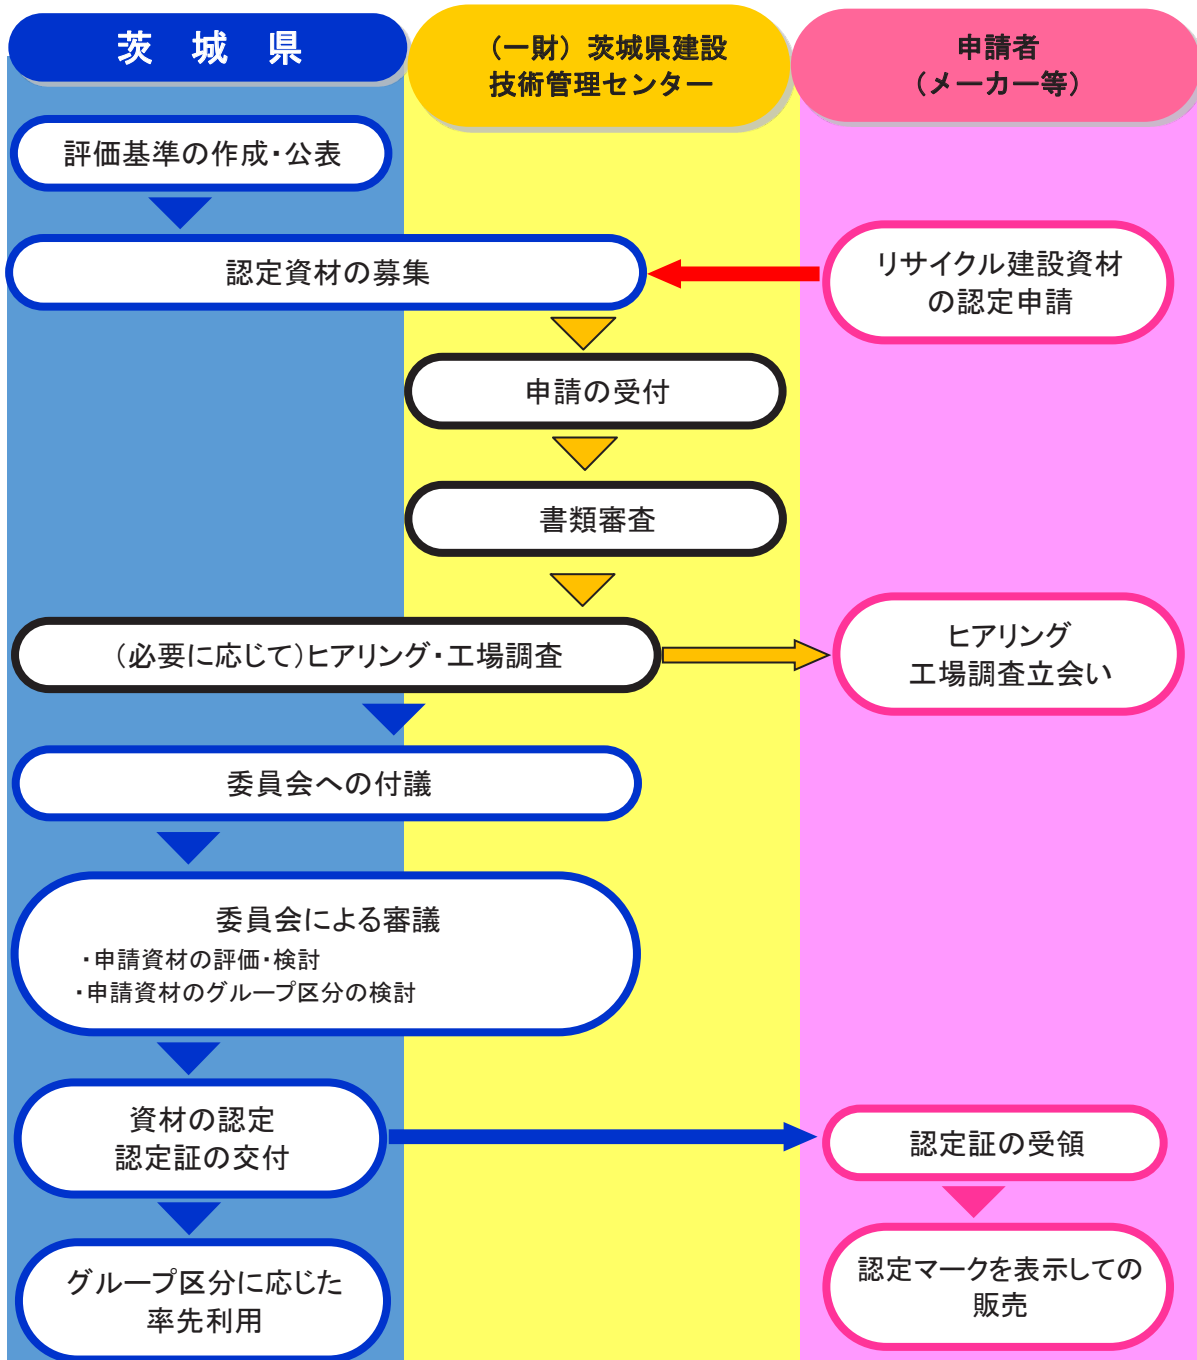 茨　城　県
（一財）茨城県建設
技術管理センター
申請者
（メーカー等）
評価基準の作成・公表
認定資材の募集
リサイクル建設資材
の認定申請
申請の受付
書類審査
（必要に応じて）ヒアリング・工場調査
ヒアリング
工場調査立会い
委員会への付議
委員会による審議
・申請資材の評価・検討
・申請資材のグループ区分の検討
資材の認定
認定証の交付
認定証の受領
グループ区分に応じた
率先利用
認定マークを表示しての
販売